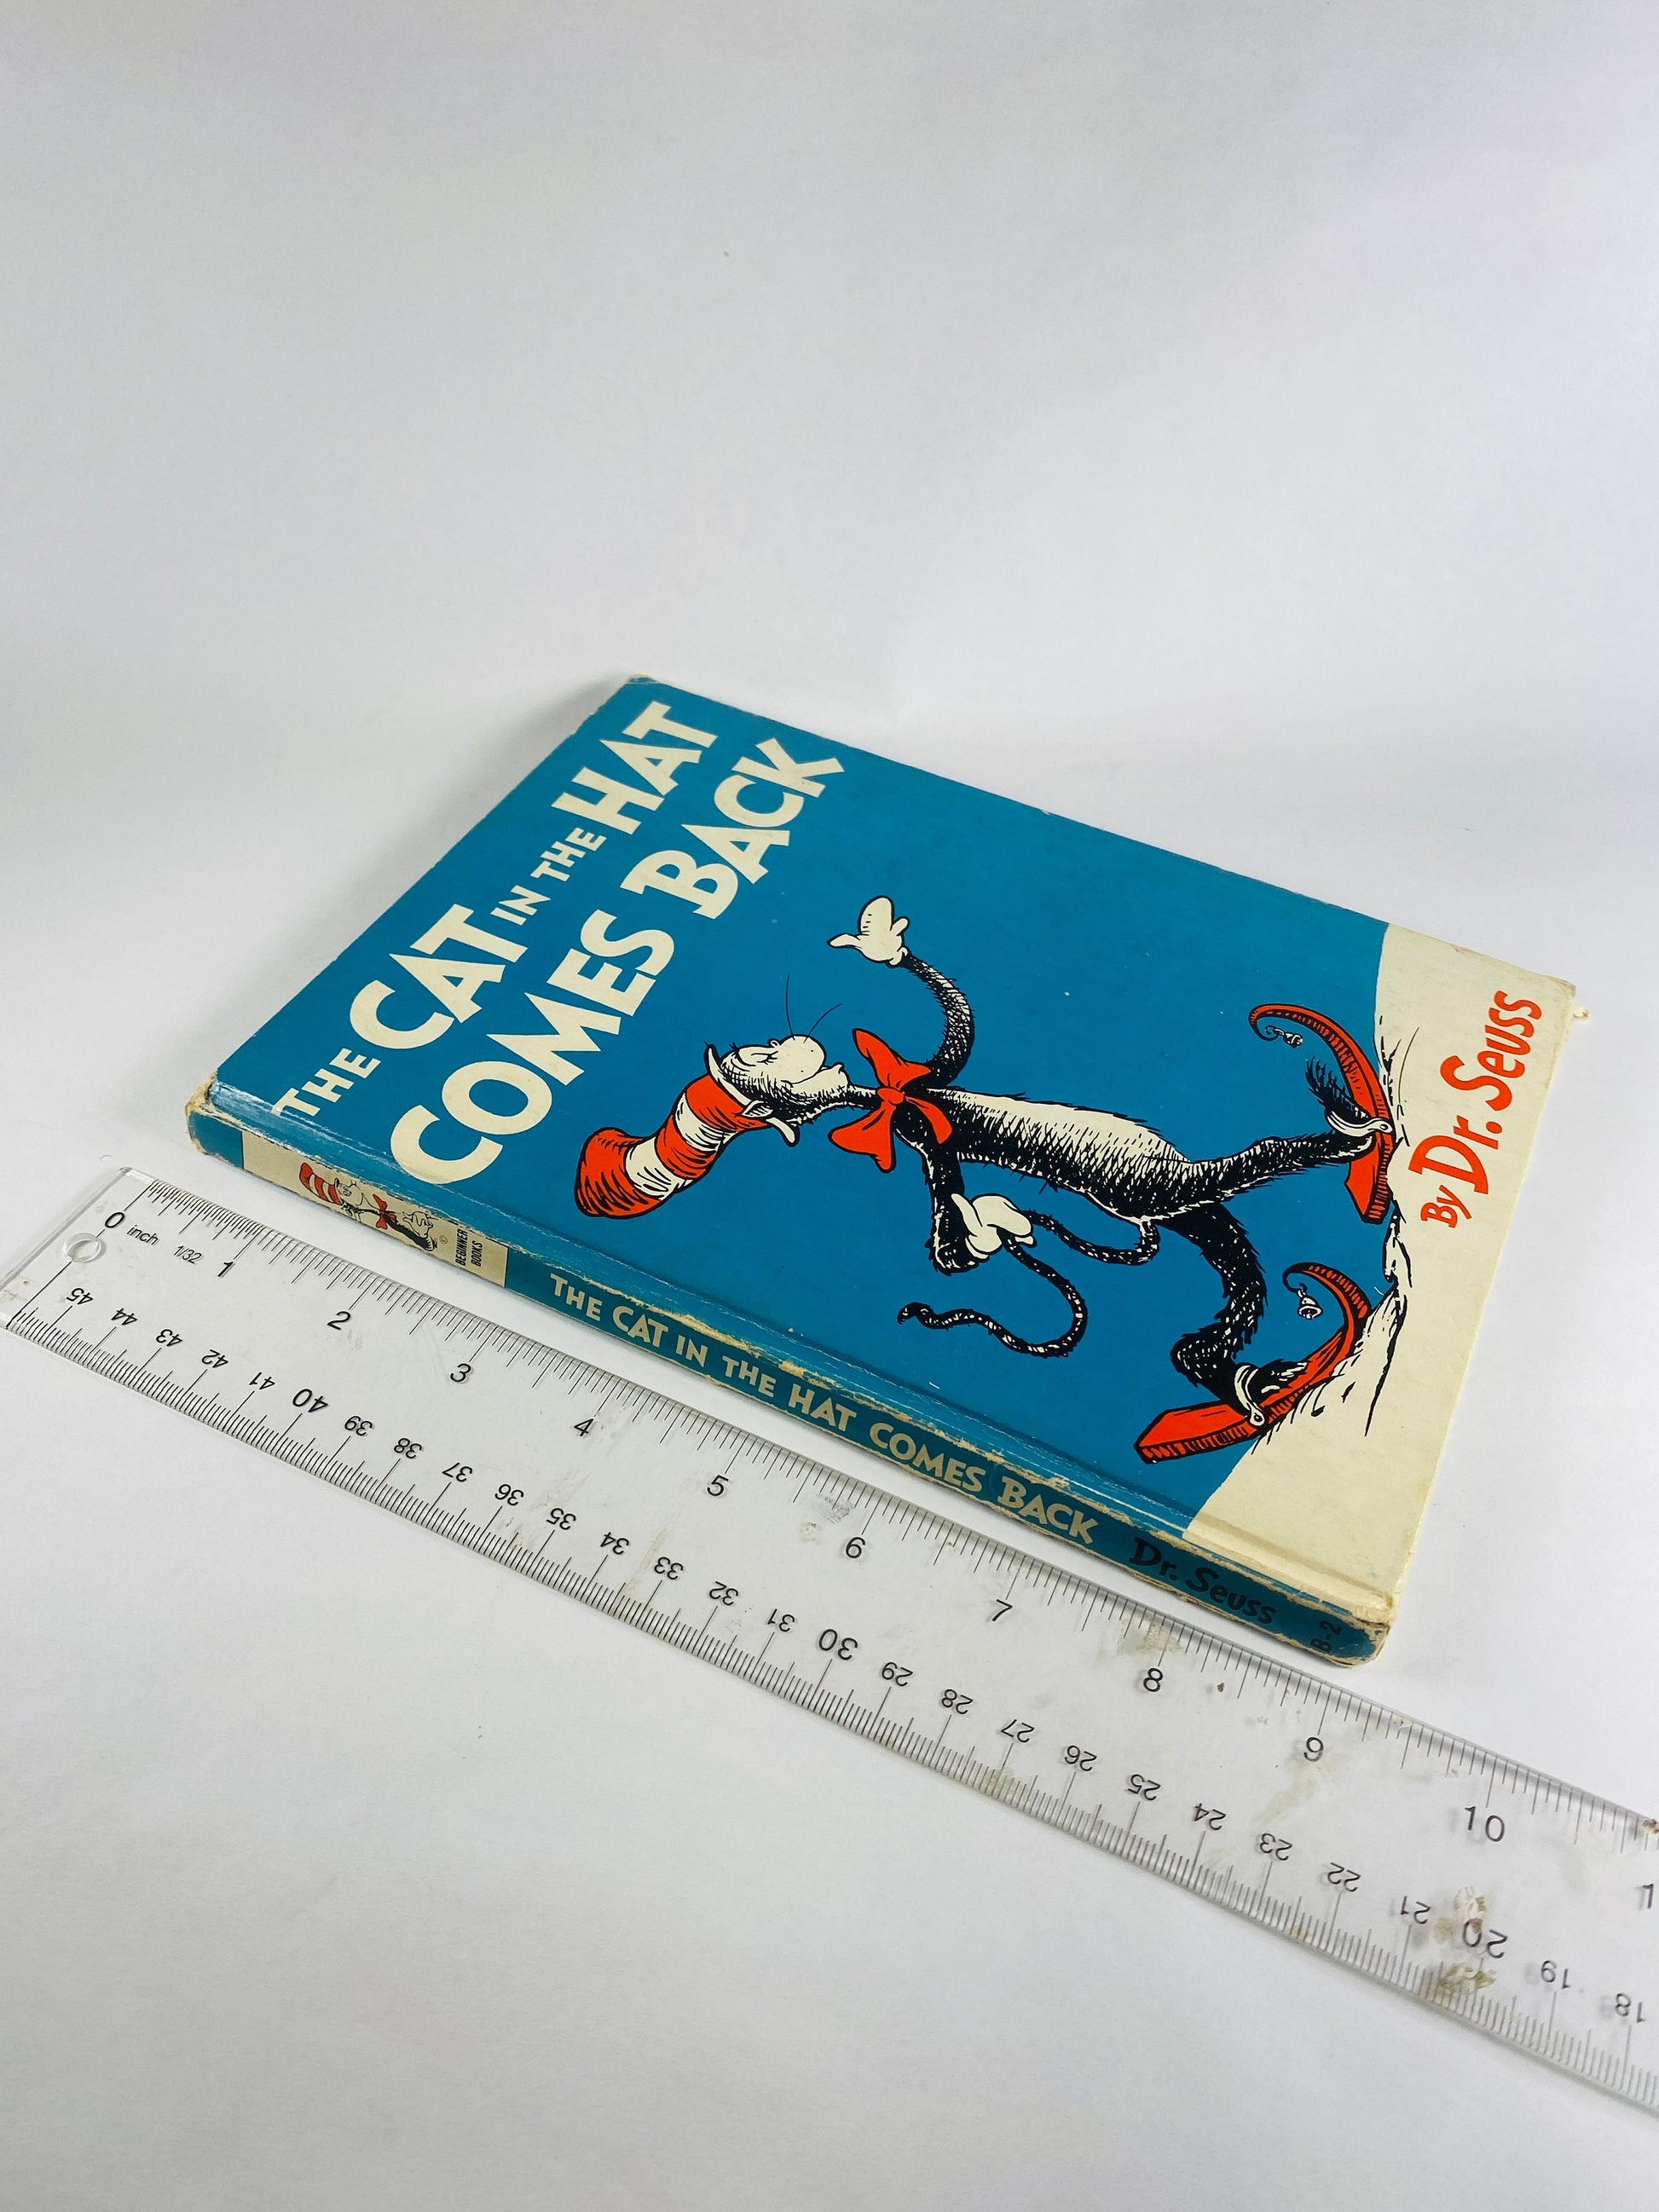 THE CAT IN THE HAT
COMES BACK
By Dr. Seuss
BEGINNER
BOOKS
THE CAT IN THE HAT COMES BACK Dr. Seuss B-2
0 inch 1/32 1 2 3 4 5 6 7 8 9 10 1
45 44 43 42 41 40 39 38 37 36 35 34 33 32 31 30 29 28 27 26 25 24 23 22 21 20 19 18